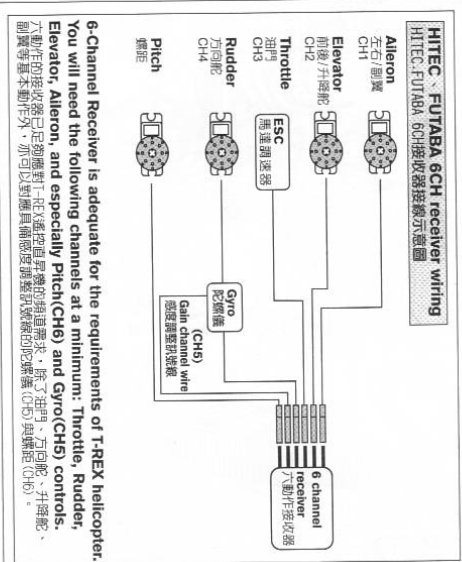 HITEC、FUTABA 6CH receiver wiring
HITEC、FUTABA 6CH接收器接線示意圖
Aileron
左右/副翼
CH1
Elevator
前後/升降舵
CH2
Throttle
油門
CH3
ESC
馬達調速器
Rudder
方向舵
CH4
Pitch
螺距
Gyro
陀螺儀
(CH5)
Gain channel wire
感度調整訊號線
6 channel
receiver
六動作接收器
6-Channel Receiver is adequate for the requirements of T-REX helicopter.
You will need the following channels at a minimum: Throttle, Rudder,
Elevator, Aileron, and especially Pitch(CH6) and Gyro(CH5) controls.
六動作的接收器已足夠應對T-REX遙控直昇機的頻道需求，除了油門、方向舵、升降舵、
副翼等基本動作外，亦可以對應具備感度調整訊號線的陀螺儀(CH5)與螺距(CH6)。